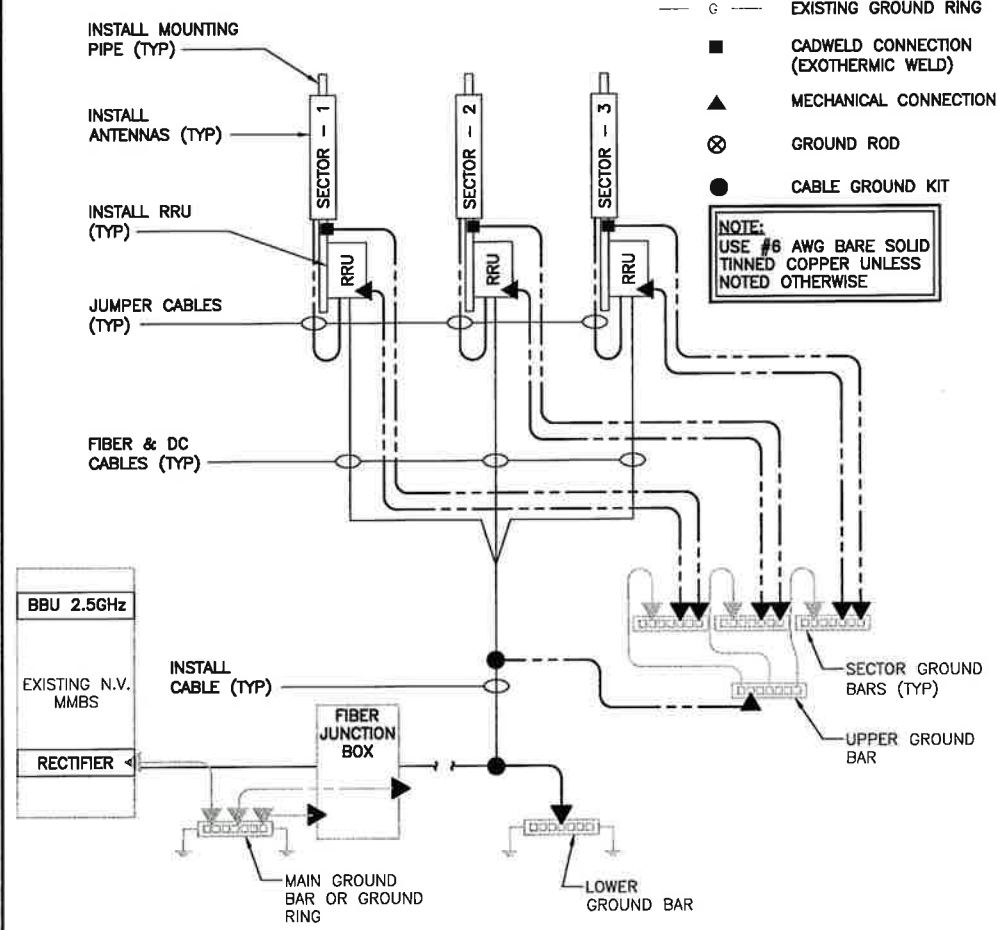 — G — EXISTING GROUND RING
CADWELD CONNECTION
(EXOTHERMIC WELD)
MECHANICAL CONNECTION
GROUND ROD
CABLE GROUND KIT
NOTE:
USE #6 AWG BARE SOLID
TINNED COPPER UNLESS
NOTED OTHERWISE
INSTALL MOUNTING
PIPE (TYP)
INSTALL
ANTENNAS (TYP)
INSTALL RRU
(TYP)
JUMPER CABLES
(TYP)
FIBER & DC
CABLES (TYP)
SECTOR - 1
SECTOR - 2
SECTOR - 3
RRU
RRU
RRU
BBU 2.5GHz
EXISTING N.V.
MMBS
RECTIFIER
INSTALL
CABLE (TYP)
FIBER
JUNCTION
BOX
SECTOR GROUND
BARS (TYP)
UPPER GROUND
BAR
MAIN GROUND
BAR OR GROUND
RING
LOWER
GROUND BAR